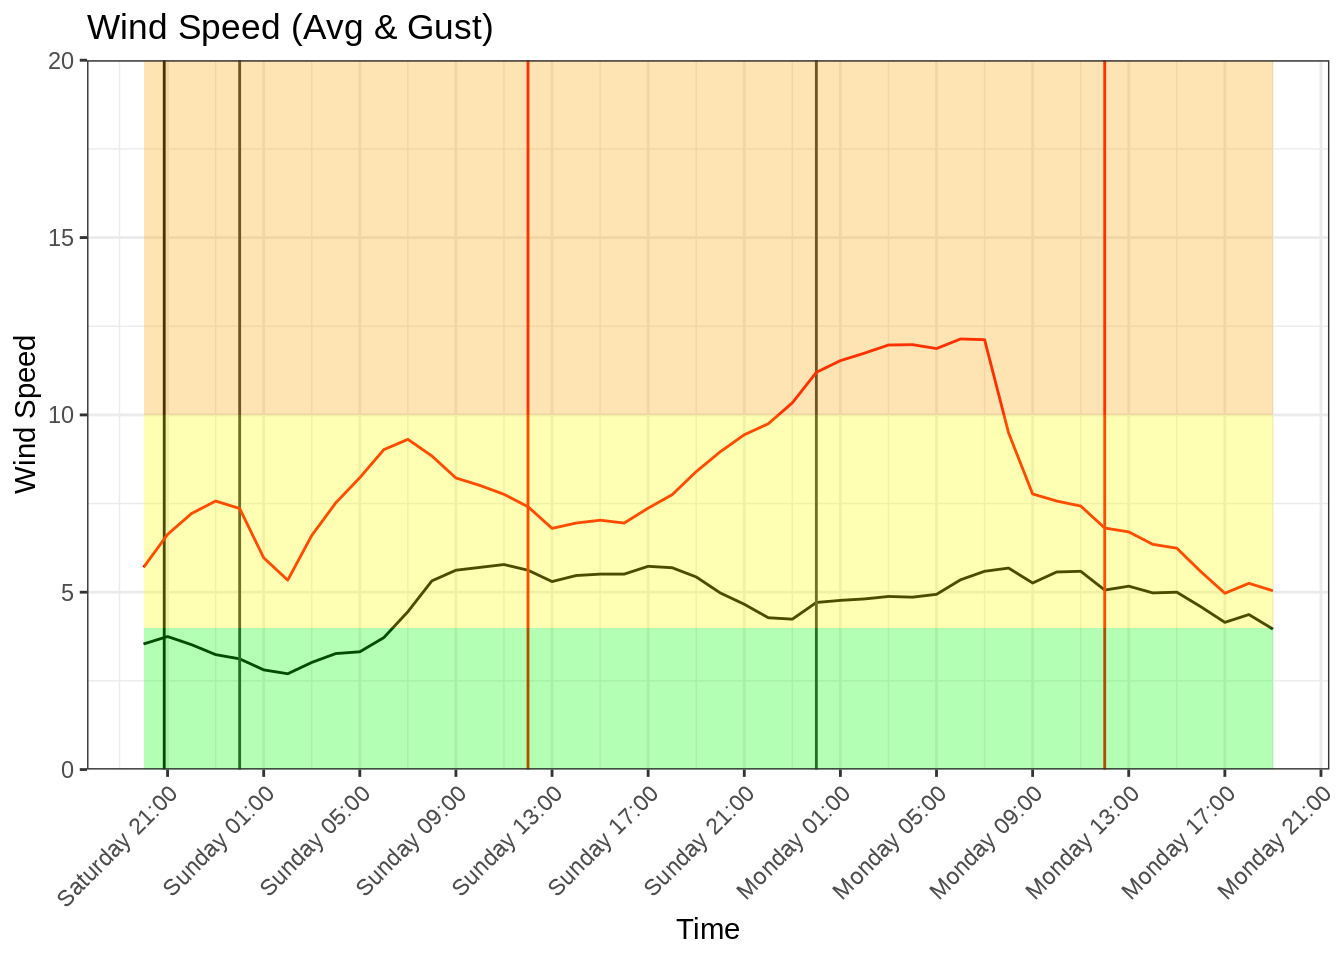 Wind Speed (Avg & Gust)
Wind Speed
20
15
10
5
0
Saturday 21:00
Sunday 01:00
Sunday 05:00
Sunday 09:00
Sunday 13:00
Sunday 17:00
Sunday 21:00
Monday 01:00
Monday 05:00
Monday 09:00
Monday 13:00
Monday 17:00
Monday 21:00
Time